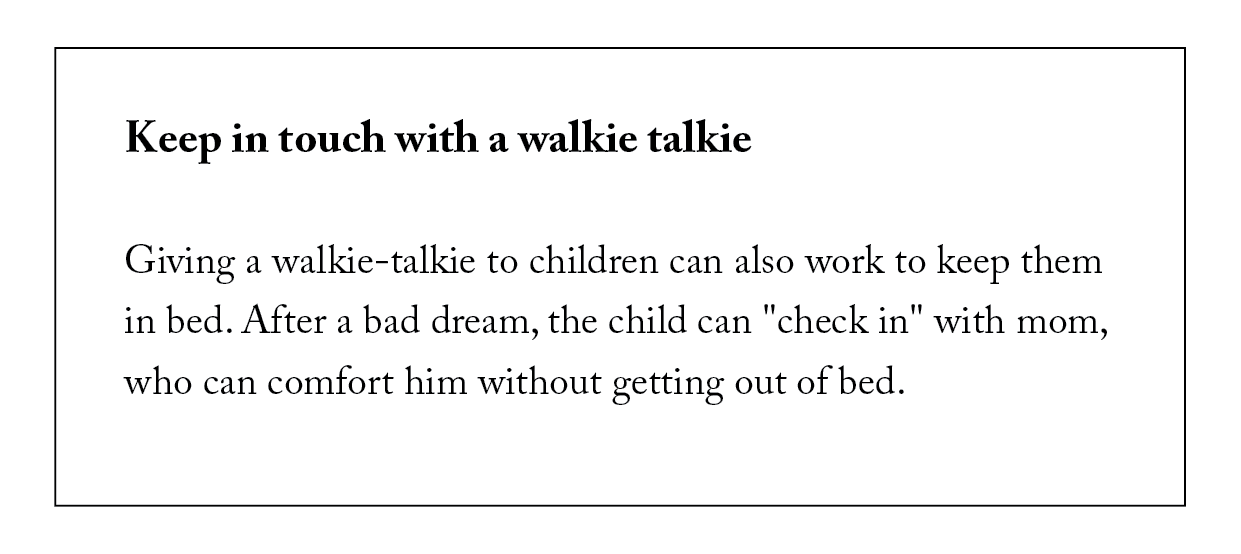 Keep in touch with a walkie talkie
Giving a walkie-talkie to children can also work to keep them
in bed. After a bad dream, the child can "check in" with mom,
who can comfort him without getting out of bed.